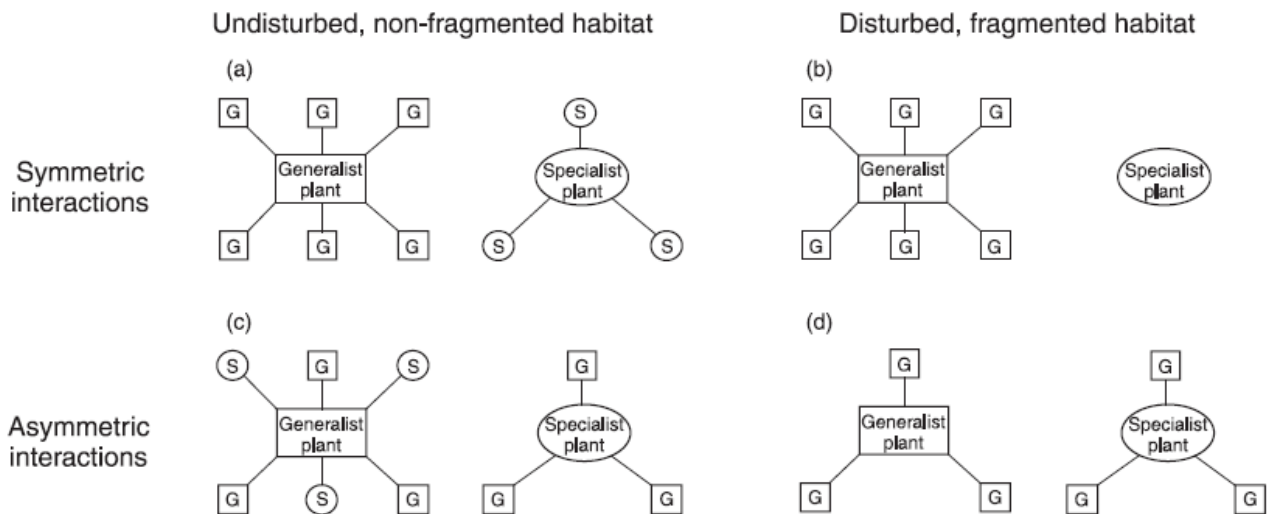 Undisturbed, non-fragmented habitat
Disturbed, fragmented habitat
Symmetric
interactions
(a)
G G G
Generalist
plant
G G G
S
Specialist
plant
S S
(b)
G G G
Generalist
plant
G G G
Specialist
plant
Asymmetric
interactions
(c)
S G S
Generalist
plant
G S G
G
Specialist
plant
G G
(d)
G
Generalist
plant
G G
G
Specialist
plant
G G